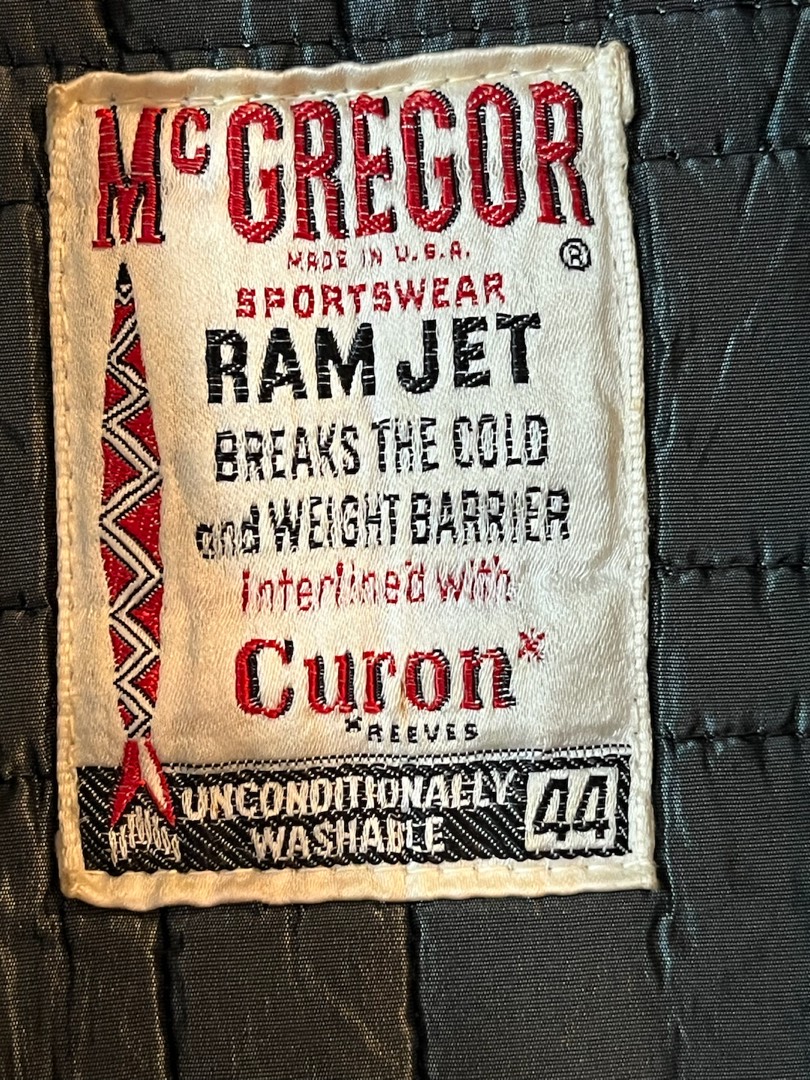 McGREGOR
MADE IN U.S.A.
®
SPORTSWEAR
RAM JET
BREAKS THE COLD
and WEIGHT BARRIER
interlined with
Curon*
*REEVES
UNCONDITIONALLY
WASHABLE
44